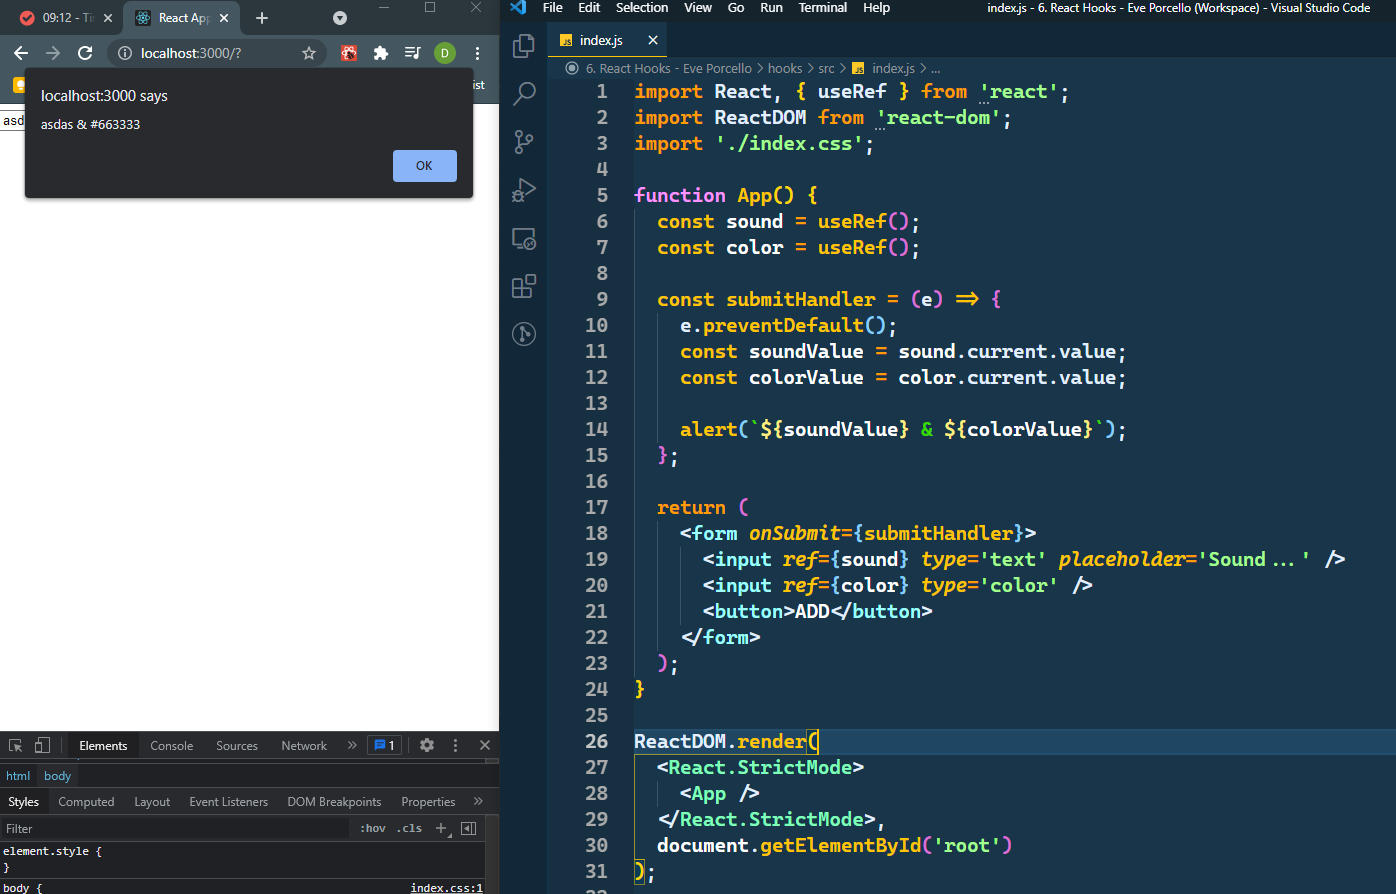 09:12 - Ti
React App
localhost:3000/?
D
ist
localhost:3000 says
asdas & #663333
OK
asd
Elements Console Sources Network » 1
html body
Styles Computed Layout Event Listeners DOM Breakpoints Properties »
Filter :hov .cls +
element.style {
}
body { index.css:1
File Edit Selection View Go Run Terminal Help index.js - 6. React Hooks - Eve Porcello (Workspace) - Visual Studio Code
JS index.js
6. React Hooks - Eve Porcello > hooks > src > JS index.js > ...
1 import React, { useRef } from 'react';
2 import ReactDOM from 'react-dom';
3 import './index.css';
4
5 function App() {
6 const sound = useRef();
7 const color = useRef();
8
9 const submitHandler = (e) => {
10 e.preventDefault();
11 const soundValue = sound.current.value;
12 const colorValue = color.current.value;
13
14 alert(`${soundValue} & ${colorValue}`);
15 };
16
17 return (
18 <form onSubmit={submitHandler}>
19 <input ref={sound} type='text' placeholder='Sound...' />
20 <input ref={color} type='color' />
21 <button>ADD</button>
22 </form>
23 );
24 }
25
26 ReactDOM.render(
27 <React.StrictMode>
28 <App />
29 </React.StrictMode>,
30 document.getElementById('root')
31 );